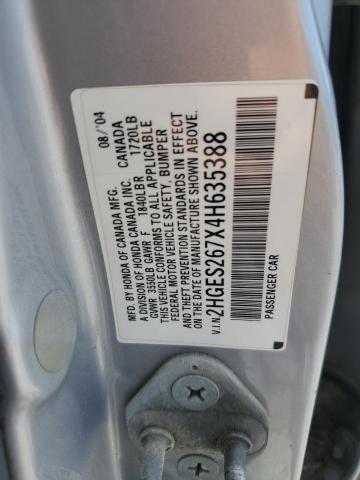 MFD. BY HONDA OF CANADA MFG. 08/'04
A DIVISION OF HONDA CANADA INC. CANADA
GVWR 3550LB GAWR F 1840LB R 1720LB
THIS VEHICLE CONFORMS TO ALL APPLICABLE
FEDERAL MOTOR VEHICLE SAFETY, BUMPER
AND THEFT PREVENTION STANDARDS IN EFFECT
ON THE DATE OF MANUFACTURE SHOWN ABOVE.
V.I.N. 2HGES267X4H635388
PASSENGER CAR